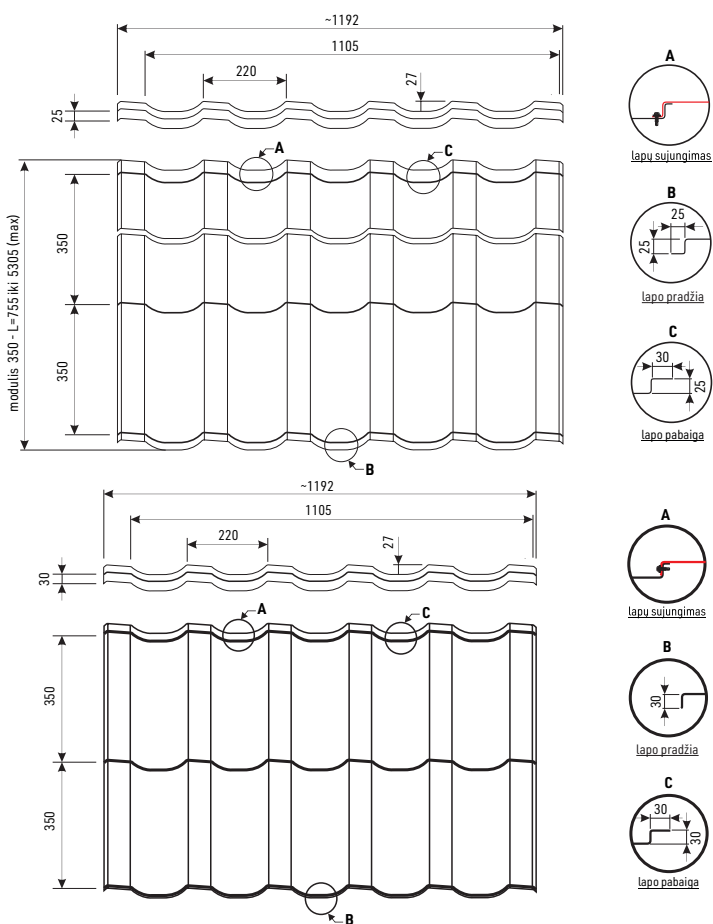 ~1192
1105
220
27
25
A
C
350
350
modulis 350 - L=755 iki 5305 (max)
B
A
lapų sujungimas
B
25
25
lapo pradžia
C
30
25
lapo pabaiga
~1192
1105
220
27
30
A
C
350
350
B
A
lapų sujungimas
B
30
lapo pradžia
C
30
30
lapo pabaiga